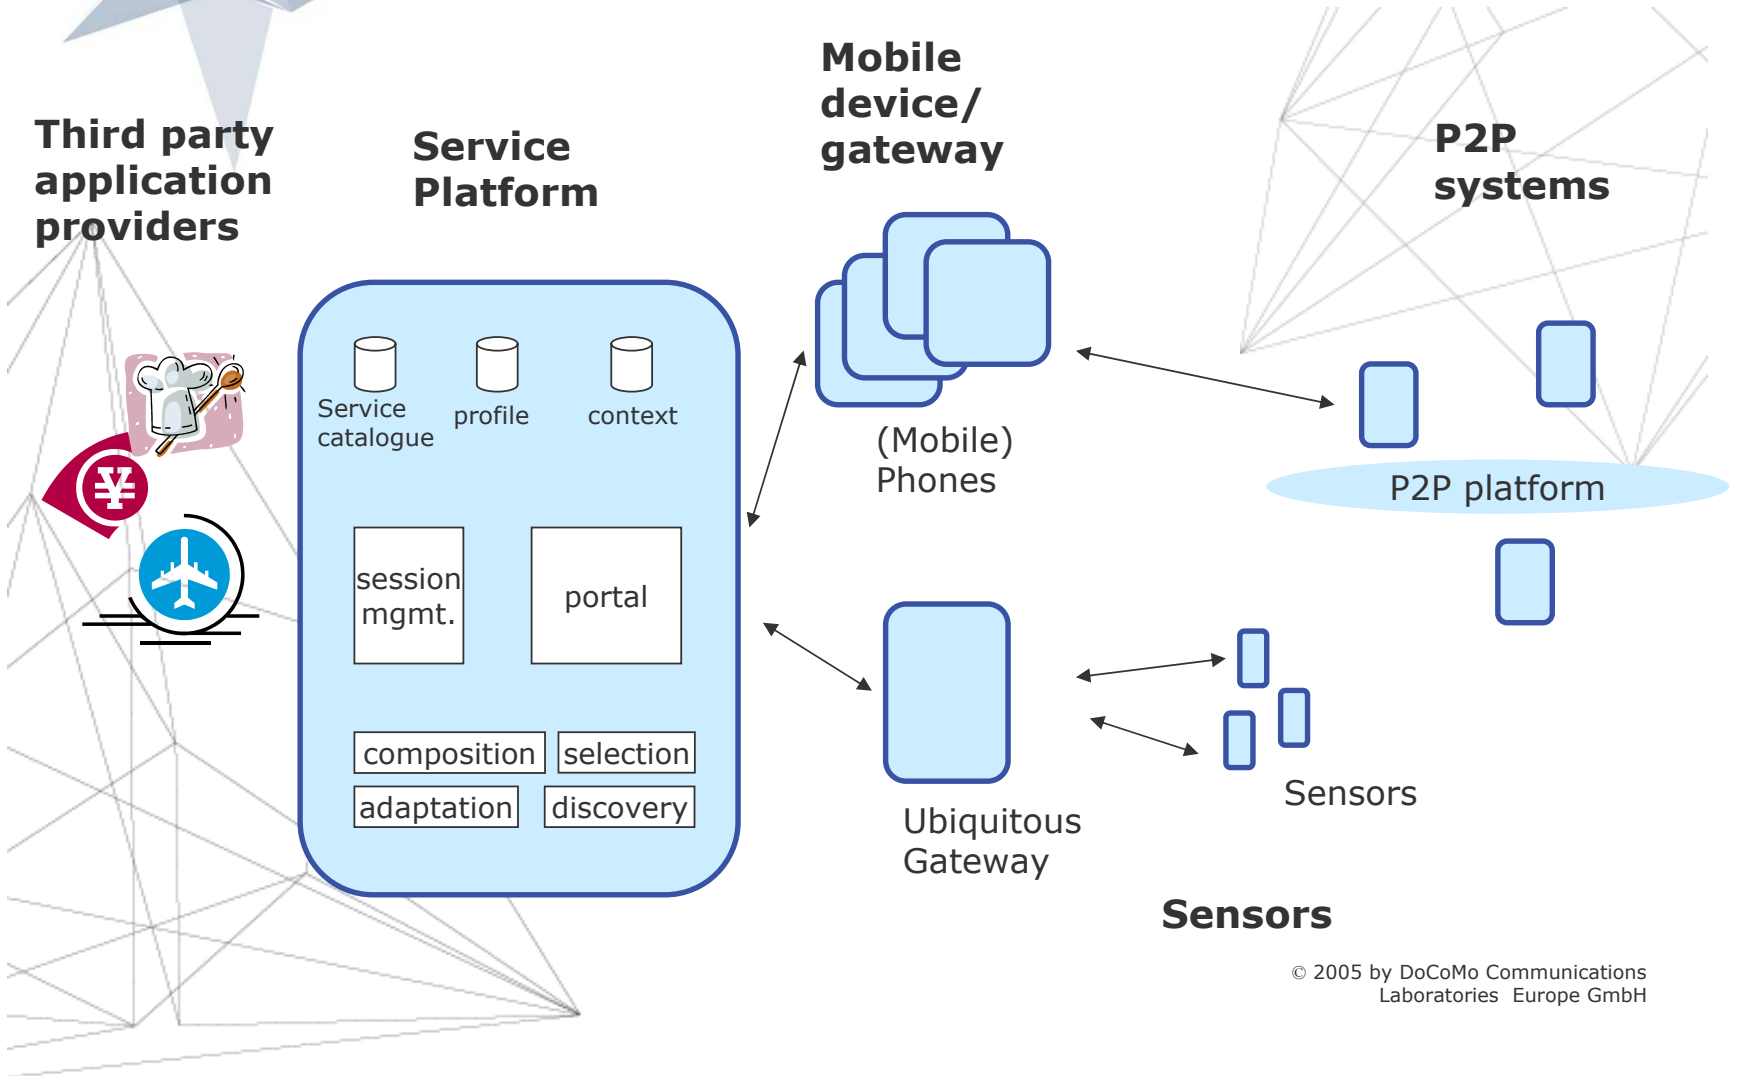 Third party
application
providers
Service
Platform
Mobile
device/
gateway
P2P
systems
Service
catalogue
profile
context
session
mgmt.
portal
composition
selection
adaptation
discovery
¥
(Mobile)
Phones
P2P platform
Ubiquitous
Gateway
Sensors
Sensors
© 2005 by DoCoMo Communications
Laboratories Europe GmbH